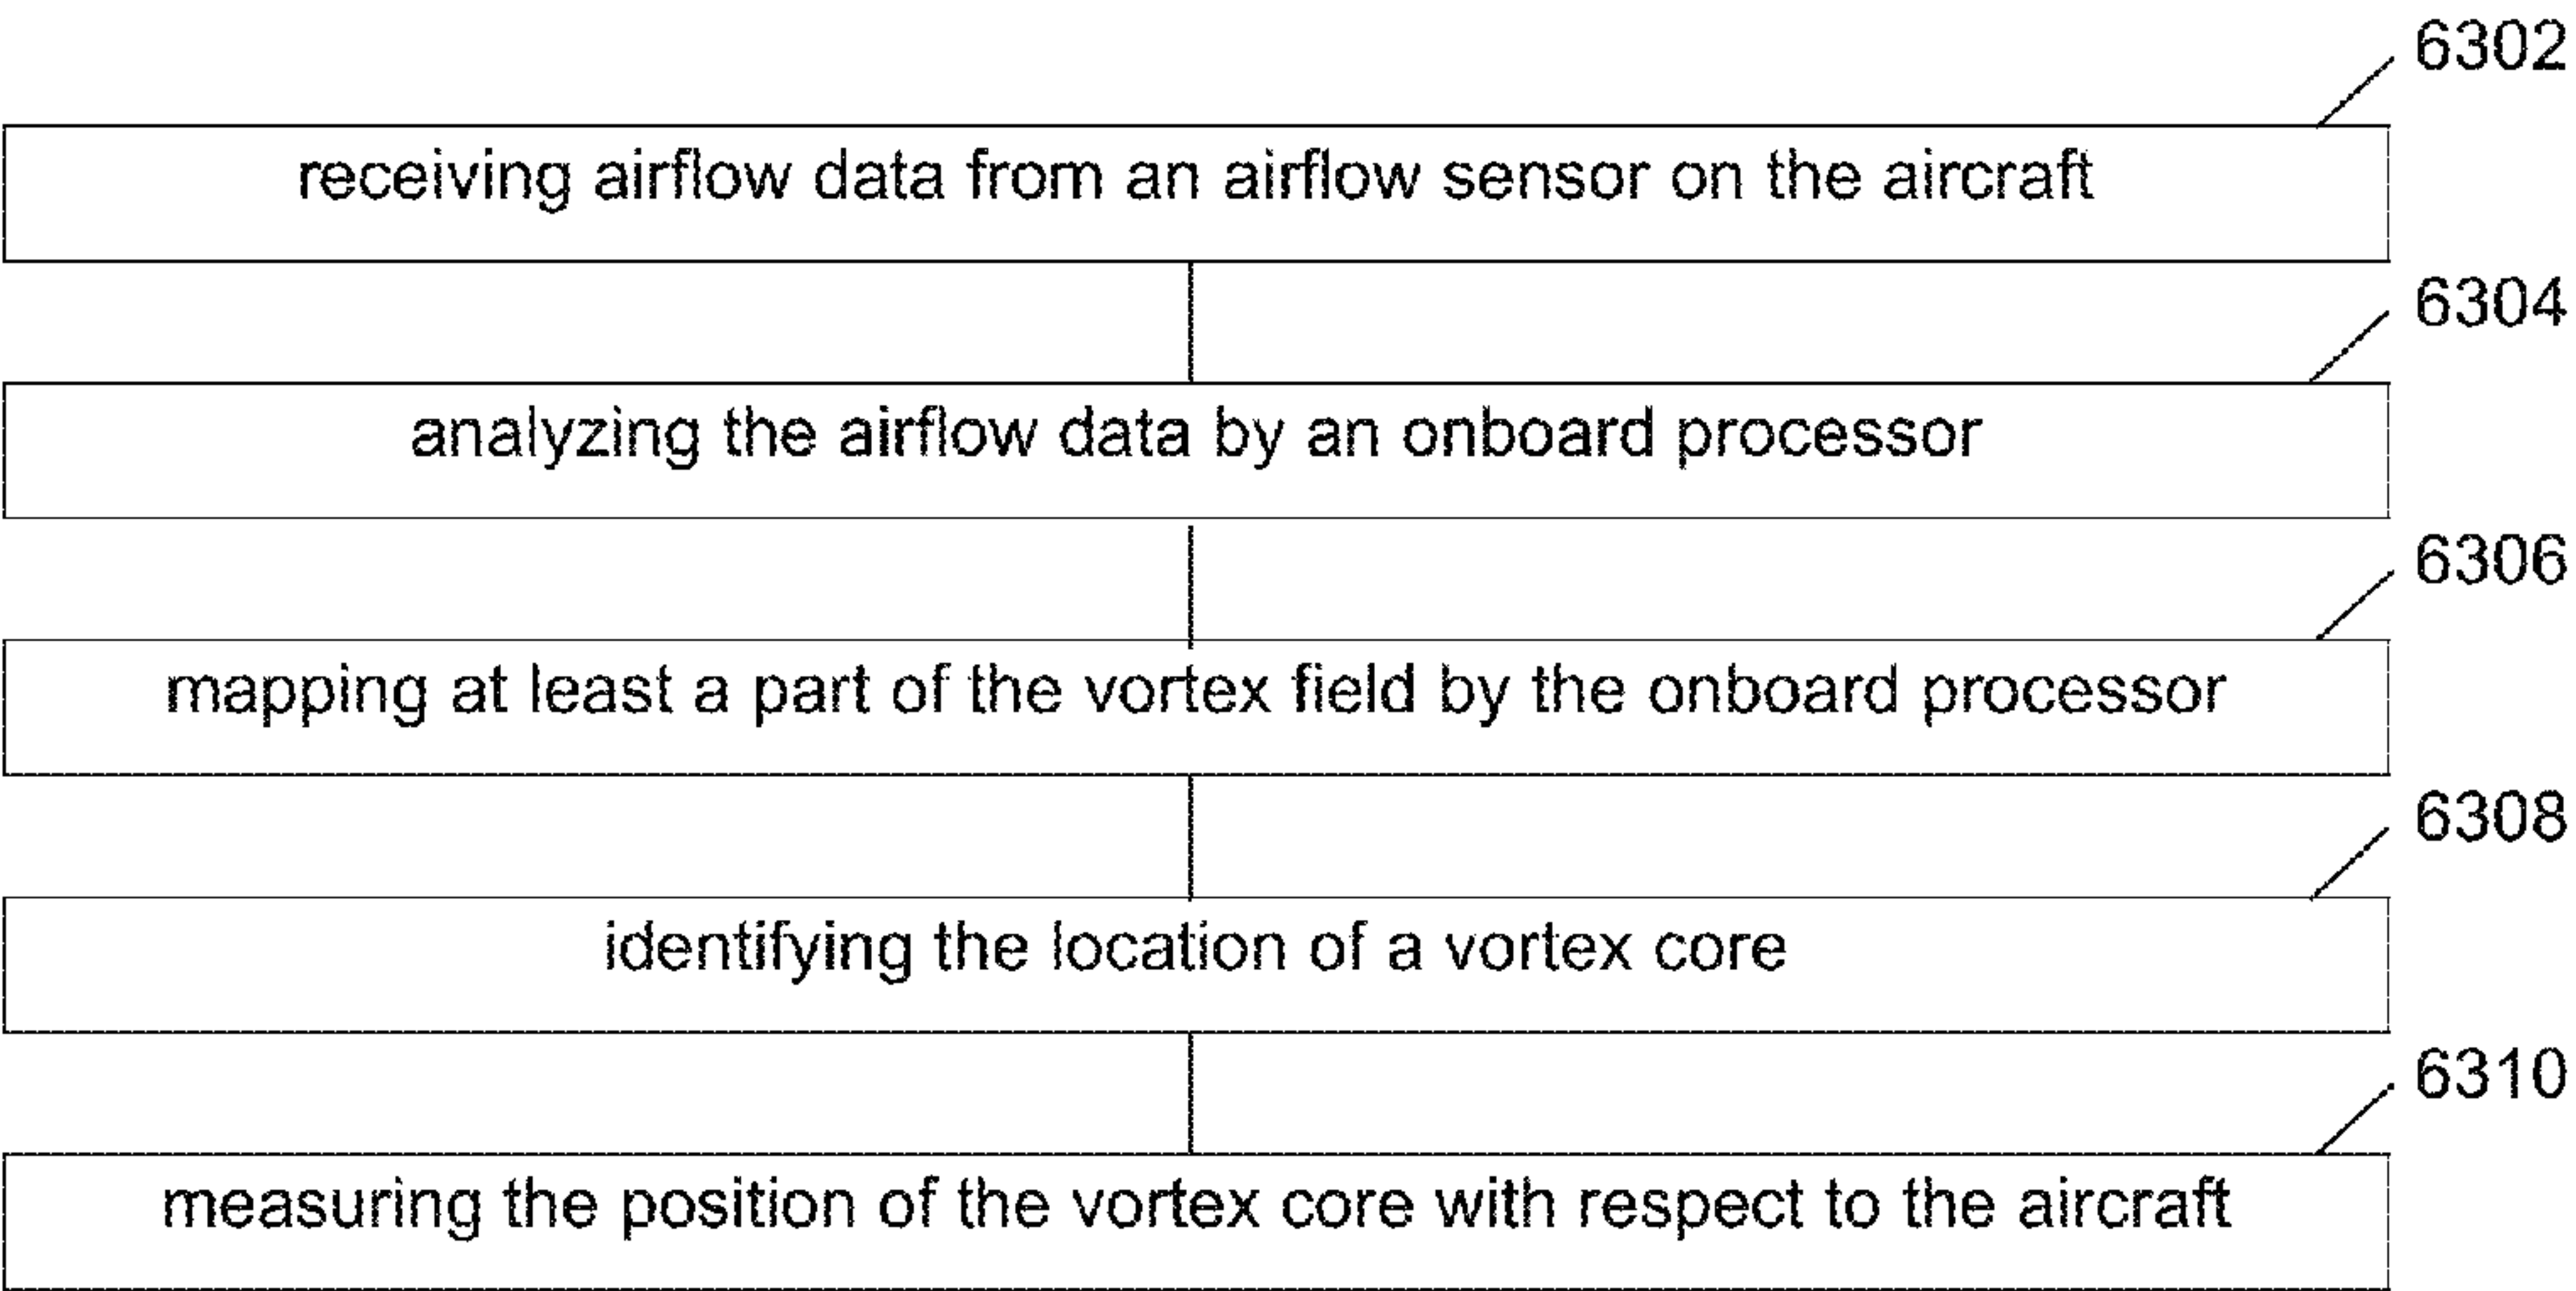 6302
receiving airflow data from an airflow sensor on the aircraft
6304
analyzing the airflow data by an onboard processor
6306
mapping at least a part of the vortex field by the onboard processor
6308
identifying the location of a vortex core
6310
measuring the position of the vortex core with respect to the aircraft